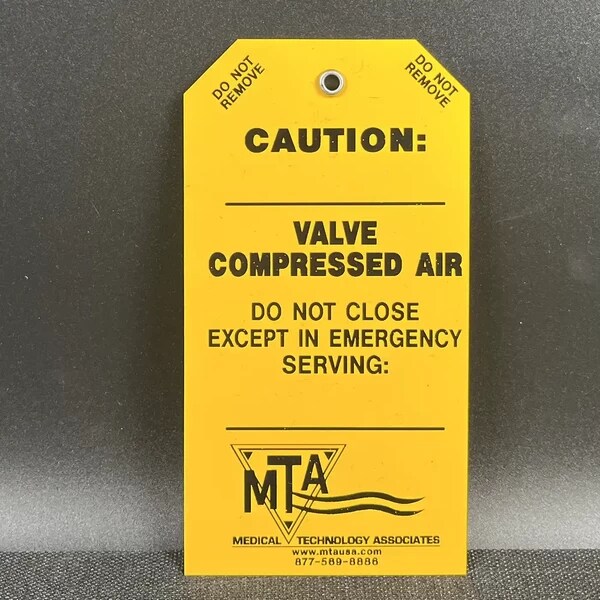 DO NOT
REMOVE
DO NOT
REMOVE
CAUTION:
VALVE
COMPRESSED AIR
DO NOT CLOSE
EXCEPT IN EMERGENCY
SERVING:
MTA
MEDICAL TECHNOLOGY ASSOCIATES
www.mtausa.com
877-569-8886